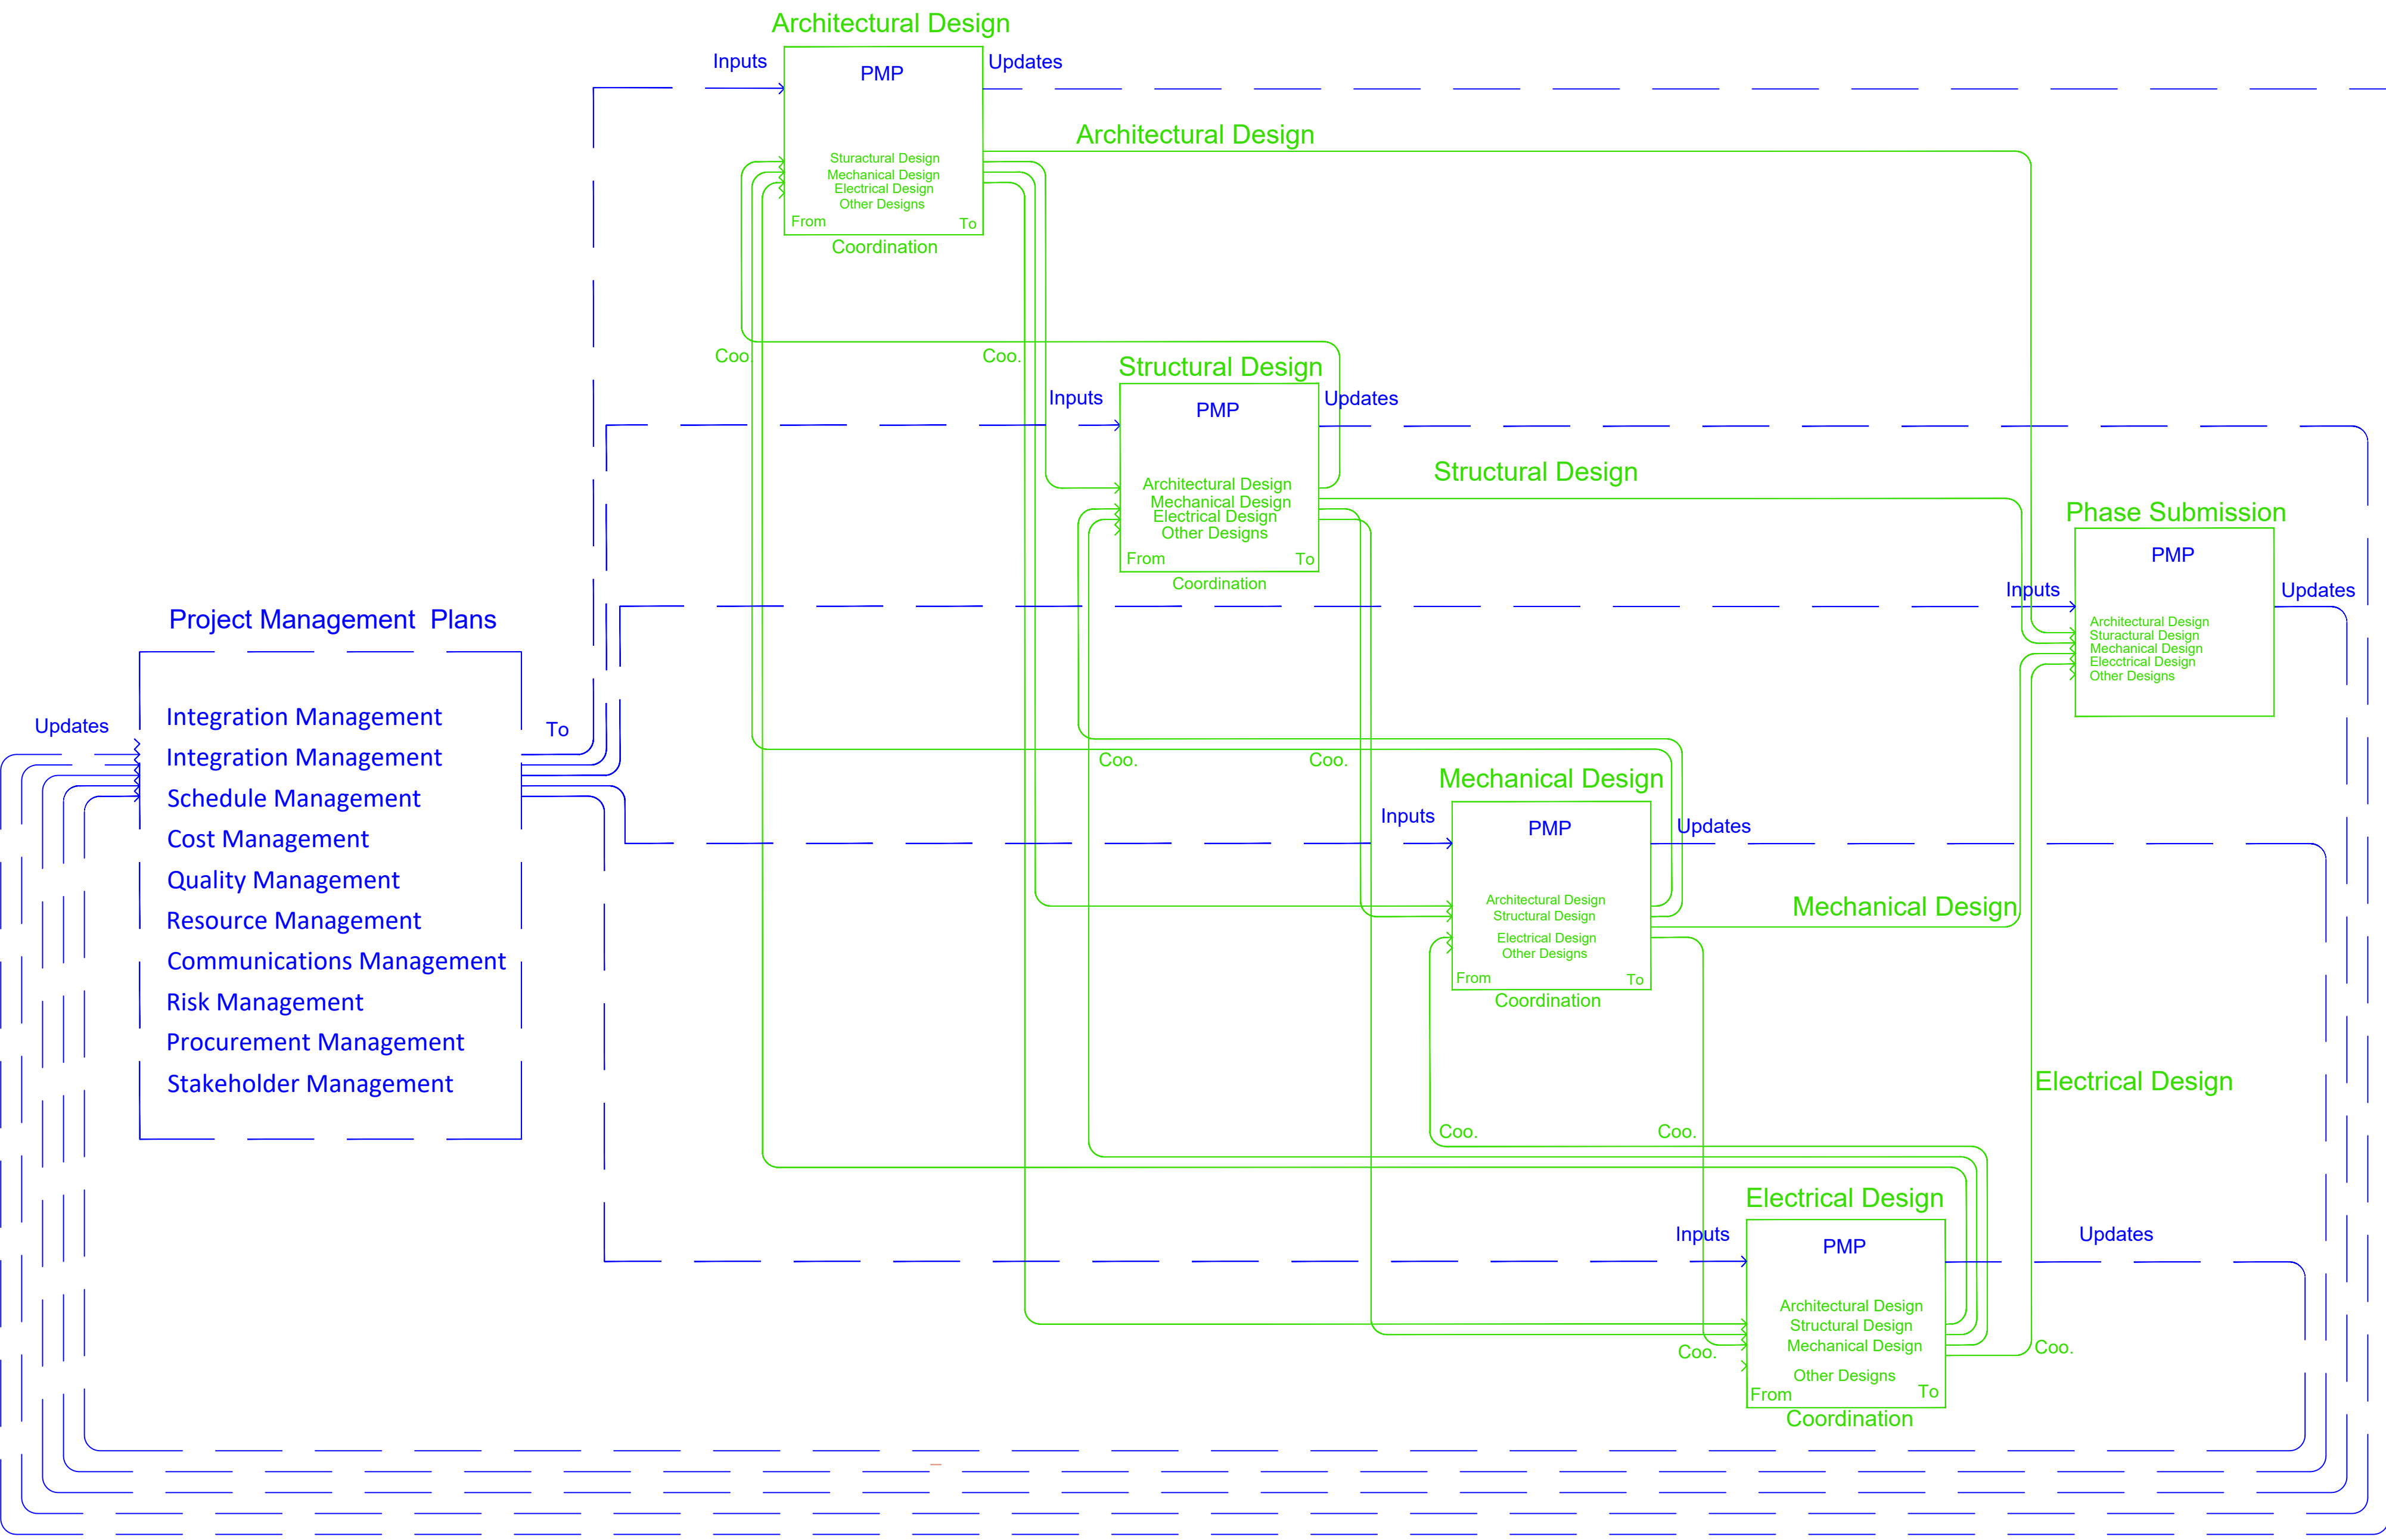 Architectural Design
Inputs
PMP
Updates
Architectural Design
Sturactural Design
Mechanical Design
Electrical Design
Other Designs
From
To
Coordination
Coo.
Coo.
Structural Design
Inputs
PMP
Updates
Structural Design
Architectural Design
Mechanical Design
Electrical Design
Other Designs
From
To
Coordination
Phase Submission
PMP
Inputs
Updates
Architectural Design
Sturactural Design
Mechanical Design
Elecctrical Design
Other Designs
Project Management Plans
Updates
To
Integration Management
Integration Management
Schedule Management
Cost Management
Quality Management
Resource Management
Communications Management
Risk Management
Procurement Management
Stakeholder Management
Coo.
Coo.
Mechanical Design
Inputs
PMP
Updates
Mechanical Design
Architectural Design
Structural Design
Electrical Design
Other Designs
From
To
Coordination
Electrical Design
Coo.
Coo.
Electrical Design
Inputs
PMP
Updates
Architectural Design
Structural Design
Mechanical Design
Other Designs
Coo.
Coo.
From
To
Coordination